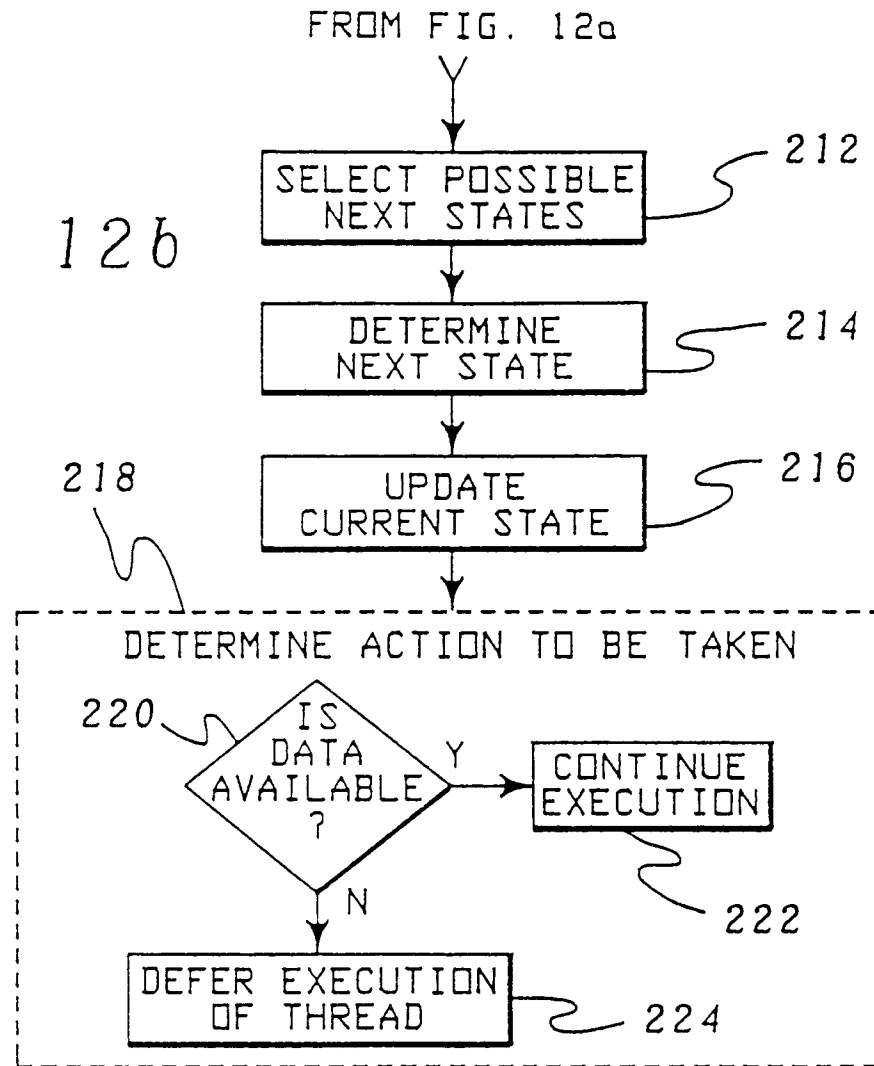 FROM FIG. 12a
SELECT POSSIBLE
NEXT STATES
212
12b
DETERMINE
NEXT STATE
214
UPDATE
CURRENT STATE
216
218
DETERMINE ACTION TO BE TAKEN
220
IS
DATA
AVAILABLE
?
Y
CONTINUE
EXECUTION
222
N
DEFER EXECUTION
OF THREAD
224